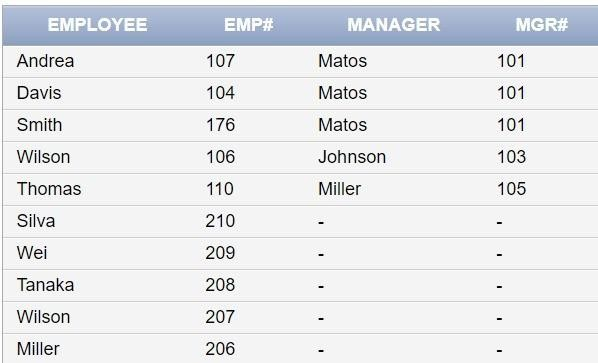 EMPLOYEE EMP# MANAGER MGR#
Andrea 107 Matos 101
Davis 104 Matos 101
Smith 176 Matos 101
Wilson 106 Johnson 103
Thomas 110 Miller 105
Silva 210 - -
Wei 209 - -
Tanaka 208 - -
Wilson 207 - -
Miller 206 - -